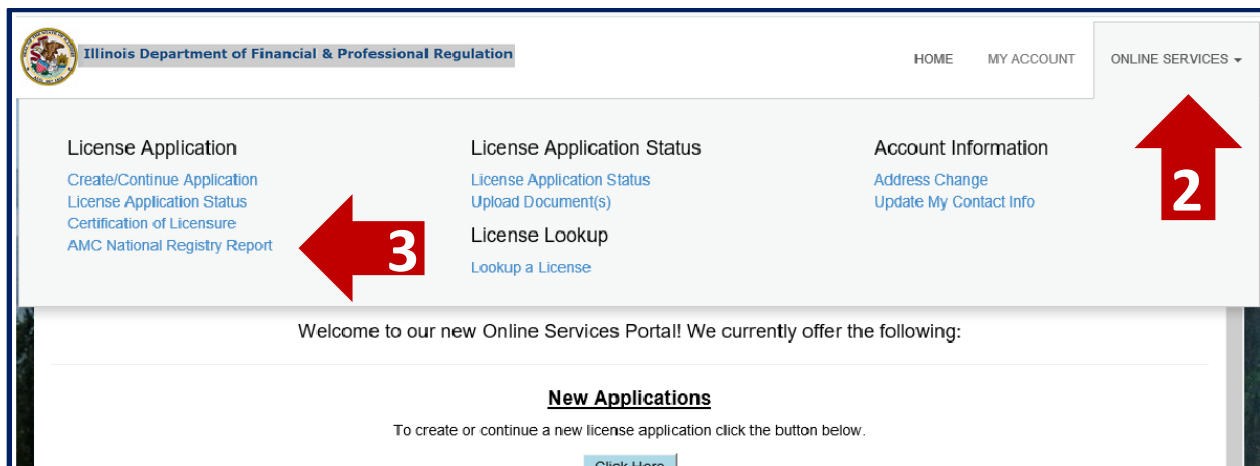 Illinois Department of Financial & Professional Regulation
HOME MY ACCOUNT ONLINE SERVICES
License Application
Create/Continue Application
License Application Status
Certification of Licensure
AMC National Registry Report
3
License Application Status
License Application Status
Upload Document(s)
License Lookup
Lookup a License
Account Information
Address Change
Update My Contact Info
2
Welcome to our new Online Services Portal! We currently offer the following:
New Applications
To create or continue a new license application click the button below.
Click Here